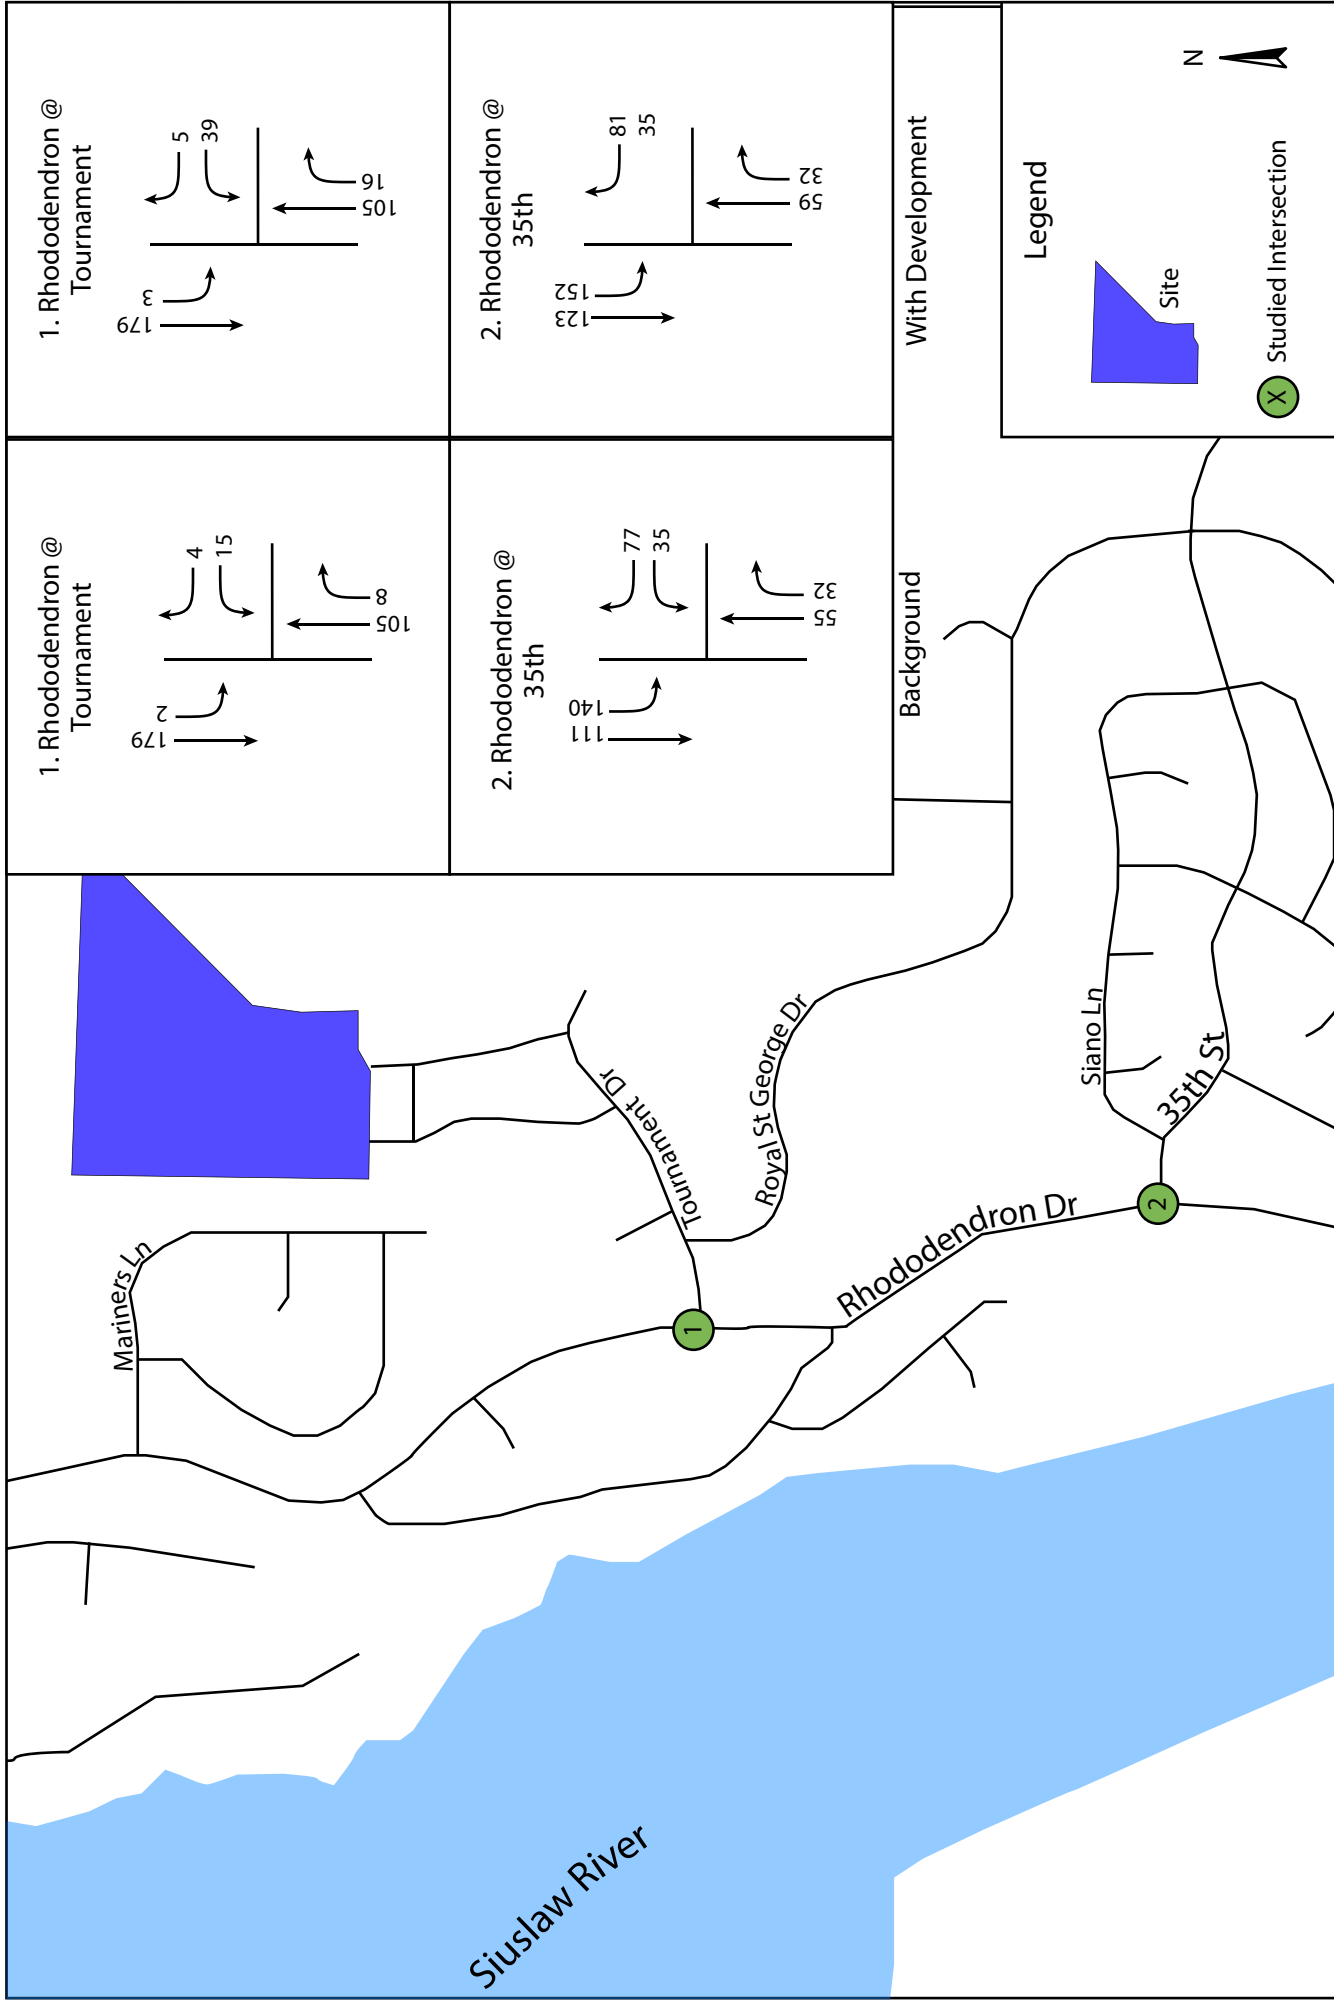 1. Rhododendron @
Tournament
179
2
4
15
105
8
2. Rhododendron @
35th
111
140
77
35
55
32
Background
1. Rhododendron @
Tournament
179
3
5
39
105
16
2. Rhododendron @
35th
123
152
81
35
59
32
With Development
Legend
Site
X Studied Intersection
N
Mariners Ln
Tournament Dr
Royal St George Dr
Siano Ln
35th St
Rhododendron Dr
1
2
Siuslaw River